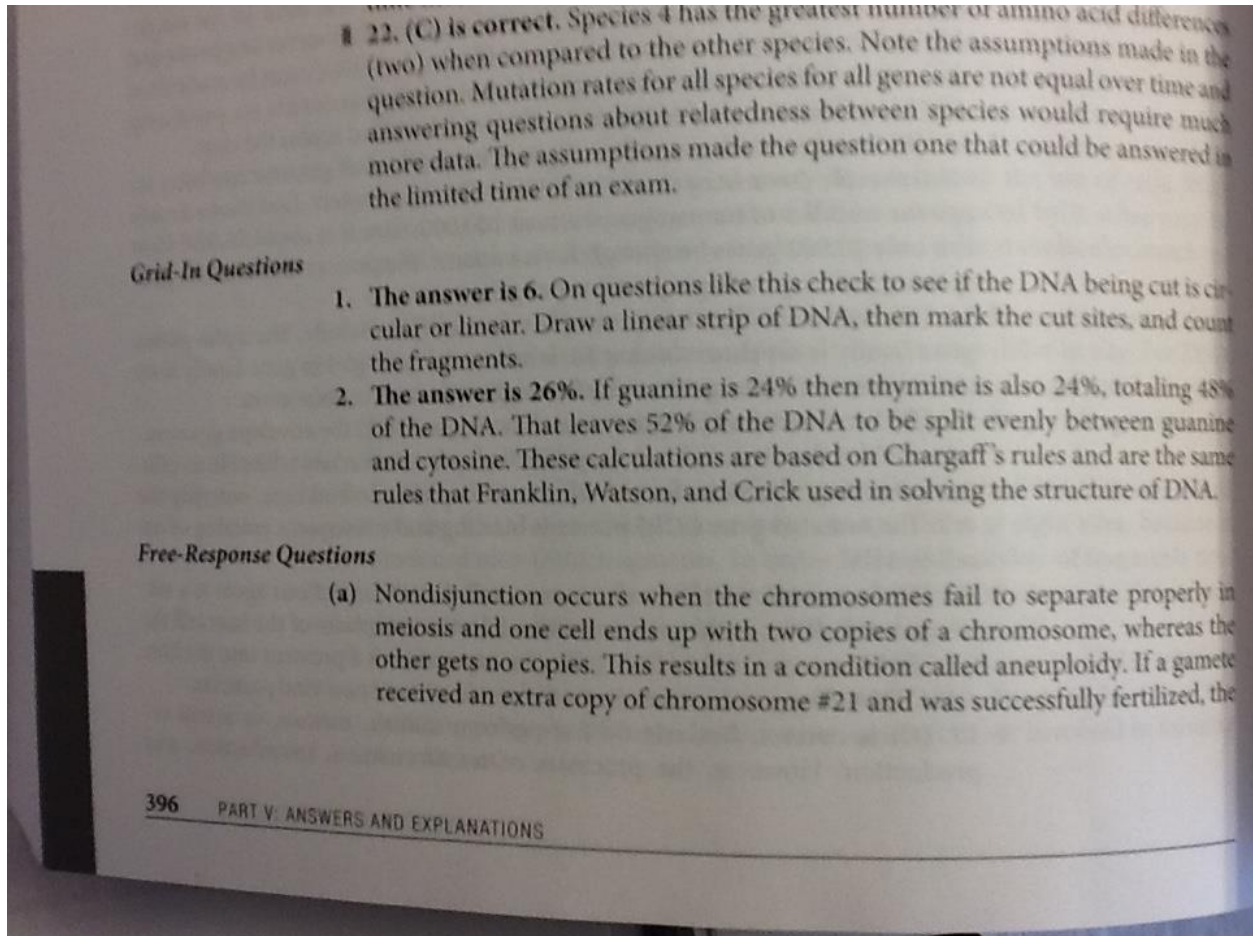 22. (C) is correct. Species 4 has the greatest number of amino acid differences
(two) when compared to the other species. Note the assumptions made in the
question. Mutation rates for all species for all genes are not equal over time and
answering questions about relatedness between species would require much
more data. The assumptions made the question one that could be answered in
the limited time of an exam.
Grid-In Questions
1. The answer is 6. On questions like this check to see if the DNA being cut is cir-
cular or linear. Draw a linear strip of DNA, then mark the cut sites, and count
the fragments.
2. The answer is 26%. If guanine is 24% then thymine is also 24%, totaling 48%
of the DNA. That leaves 52% of the DNA to be split evenly between guanine
and cytosine. These calculations are based on Chargaff's rules and are the same
rules that Franklin, Watson, and Crick used in solving the structure of DNA.
Free-Response Questions
(a) Nondisjunction occurs when the chromosomes fail to separate properly in
meiosis and one cell ends up with two copies of a chromosome, whereas the
other gets no copies. This results in a condition called aneuploidy. If a gamete
received an extra copy of chromosome #21 and was successfully fertilized, the
396 PART V: ANSWERS AND EXPLANATIONS